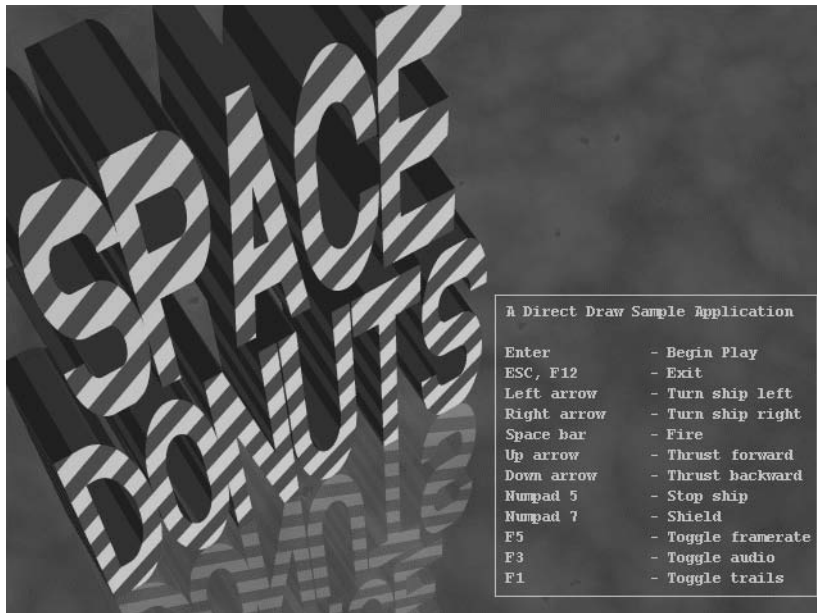 SPACE
DONUTS
A Direct Draw Sample Application
Enter - Begin Play
ESC, F12 - Exit
Left arrow - Turn ship left
Right arrow - Turn ship right
Space bar - Fire
Up arrow - Thrust forward
Down arrow - Thrust backward
Numpad 5 - Stop ship
Numpad 7 - Shield
F5 - Toggle framerate
F3 - Toggle audio
F1 - Toggle trails